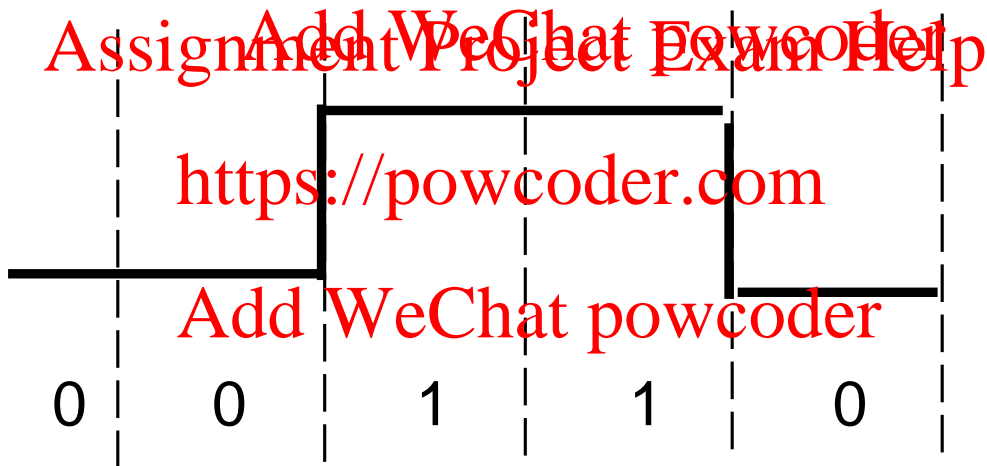 Add WeChat powcoder
Assignment Project Exam Help
https://powcoder.com
Add WeChat powcoder
0 0 1 1 0